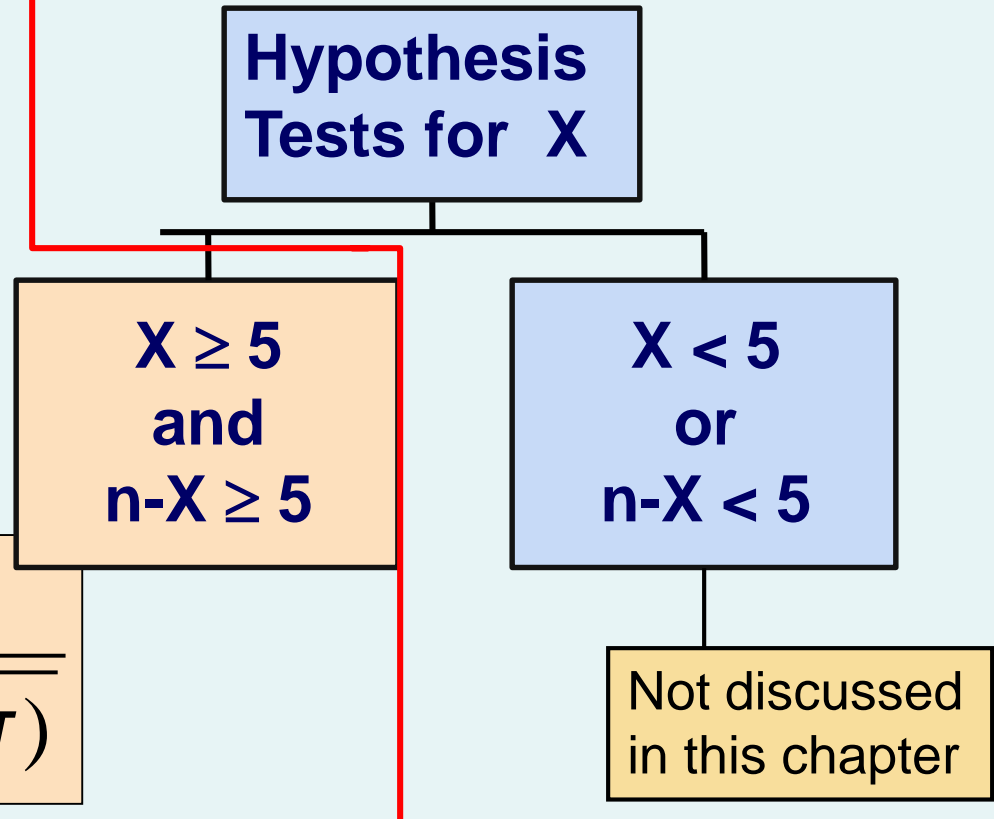 Hypothesis
Tests for X
X ≥ 5
and
n-X ≥ 5
X < 5
or
n-X < 5
)
Not discussed
in this chapter